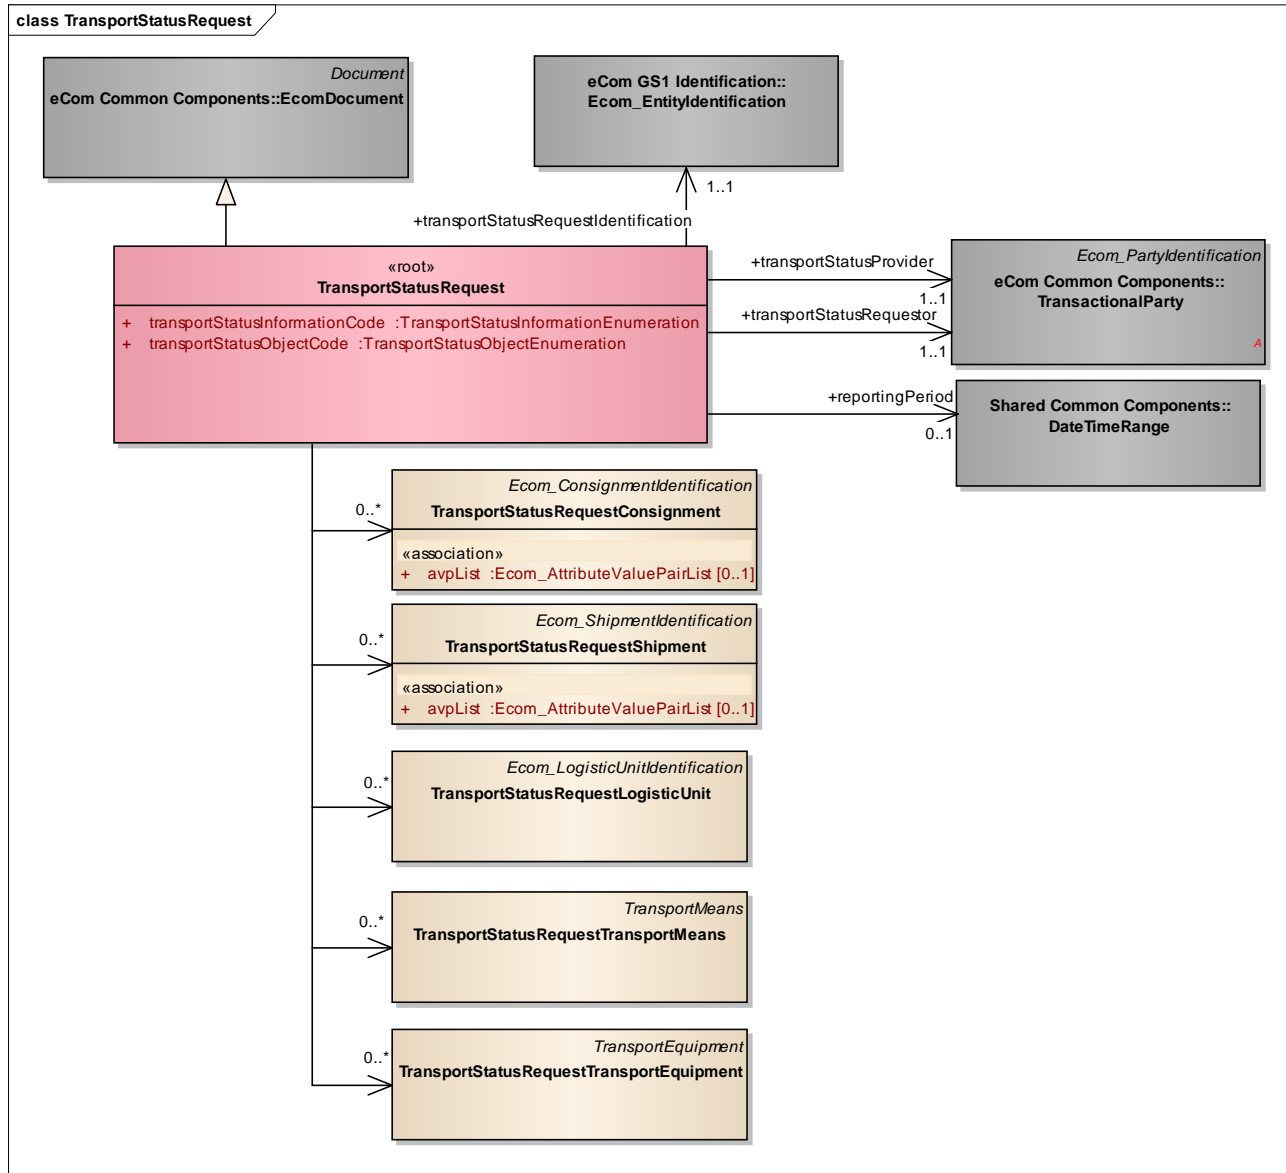 class TransportStatusRequest
Document
eCom Common Components::EcomDocument
eCom GS1 Identification::
Ecom_EntityIdentification
1..1
+transportStatusRequestIdentification
«root»
TransportStatusRequest
+ transportStatusInformationCode :TransportStatusInformationEnumeration
+ transportStatusObjectCode :TransportStatusObjectEnumeration
+transportStatusProvider
1..1
+transportStatusRequestor
1..1
Ecom_PartyIdentification
eCom Common Components::
TransactionalParty
A
+reportingPeriod
0..1
Shared Common Components::
DateTimeRange
0..*
Ecom_ConsignmentIdentification
TransportStatusRequestConsignment
«association»
+ avpList :Ecom_AttributeValuePairList [0..1]
0..*
Ecom_ShipmentIdentification
TransportStatusRequestShipment
«association»
+ avpList :Ecom_AttributeValuePairList [0..1]
0..*
Ecom_LogisticUnitIdentification
TransportStatusRequestLogisticUnit
0..*
TransportMeans
TransportStatusRequestTransportMeans
0..*
TransportEquipment
TransportStatusRequestTransportEquipment